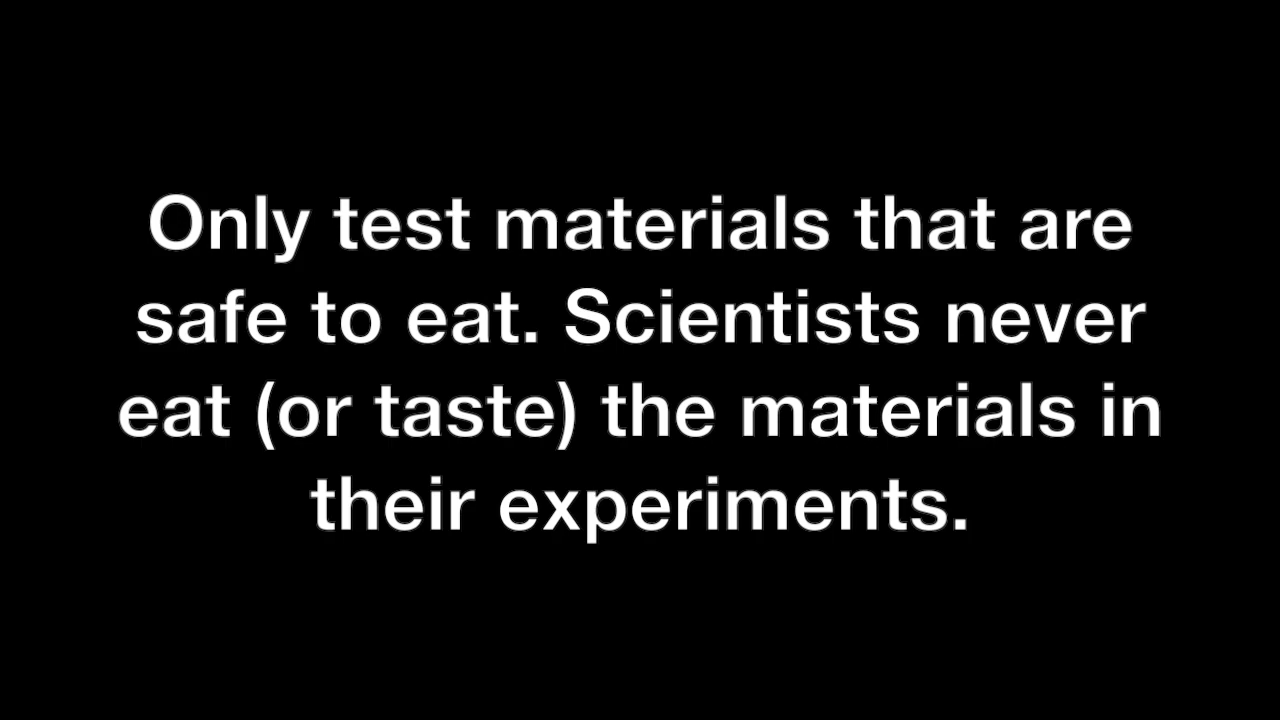 Only test materials that are
safe to eat. Scientists never
eat (or taste) the materials in
their experiments.